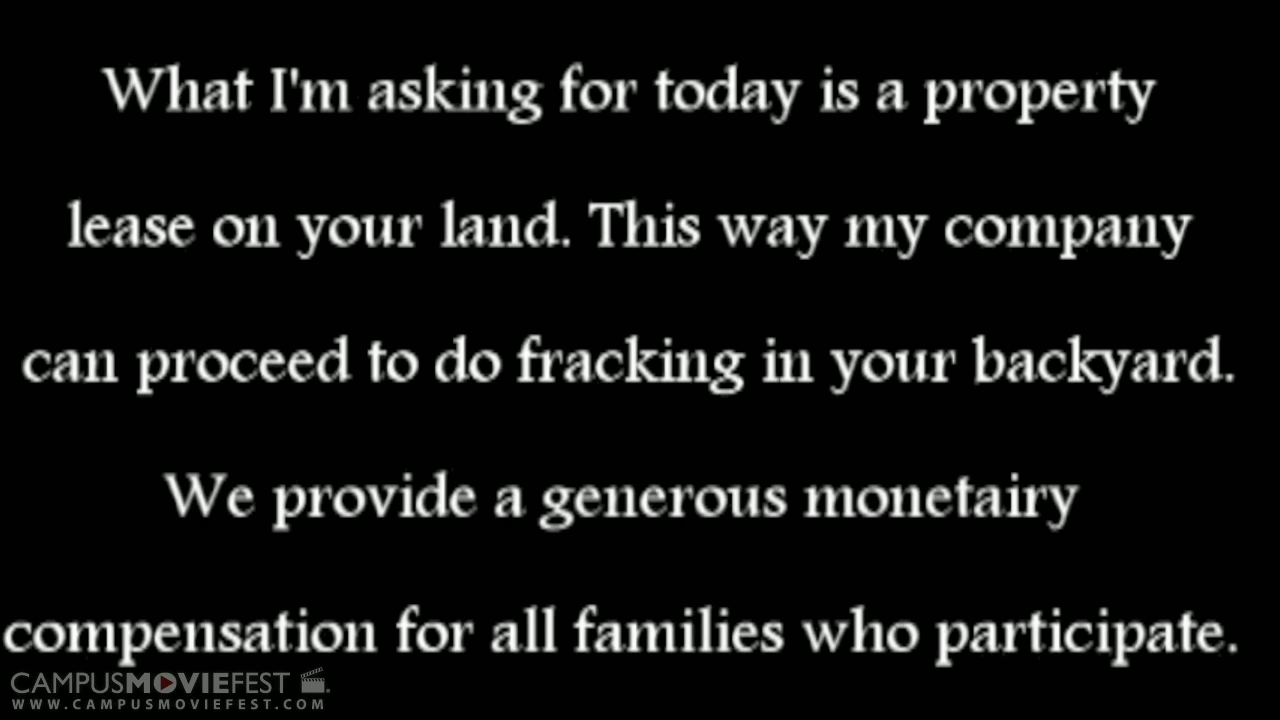 What I'm asking for today is a property
lease on your land. This way my company
can proceed to do fracking in your backyard.
We provide a generous monetairy
compensation for all families who participate.
CAMPUSMOVIEFEST
WWW.CAMPUSMOVIEFEST.COM